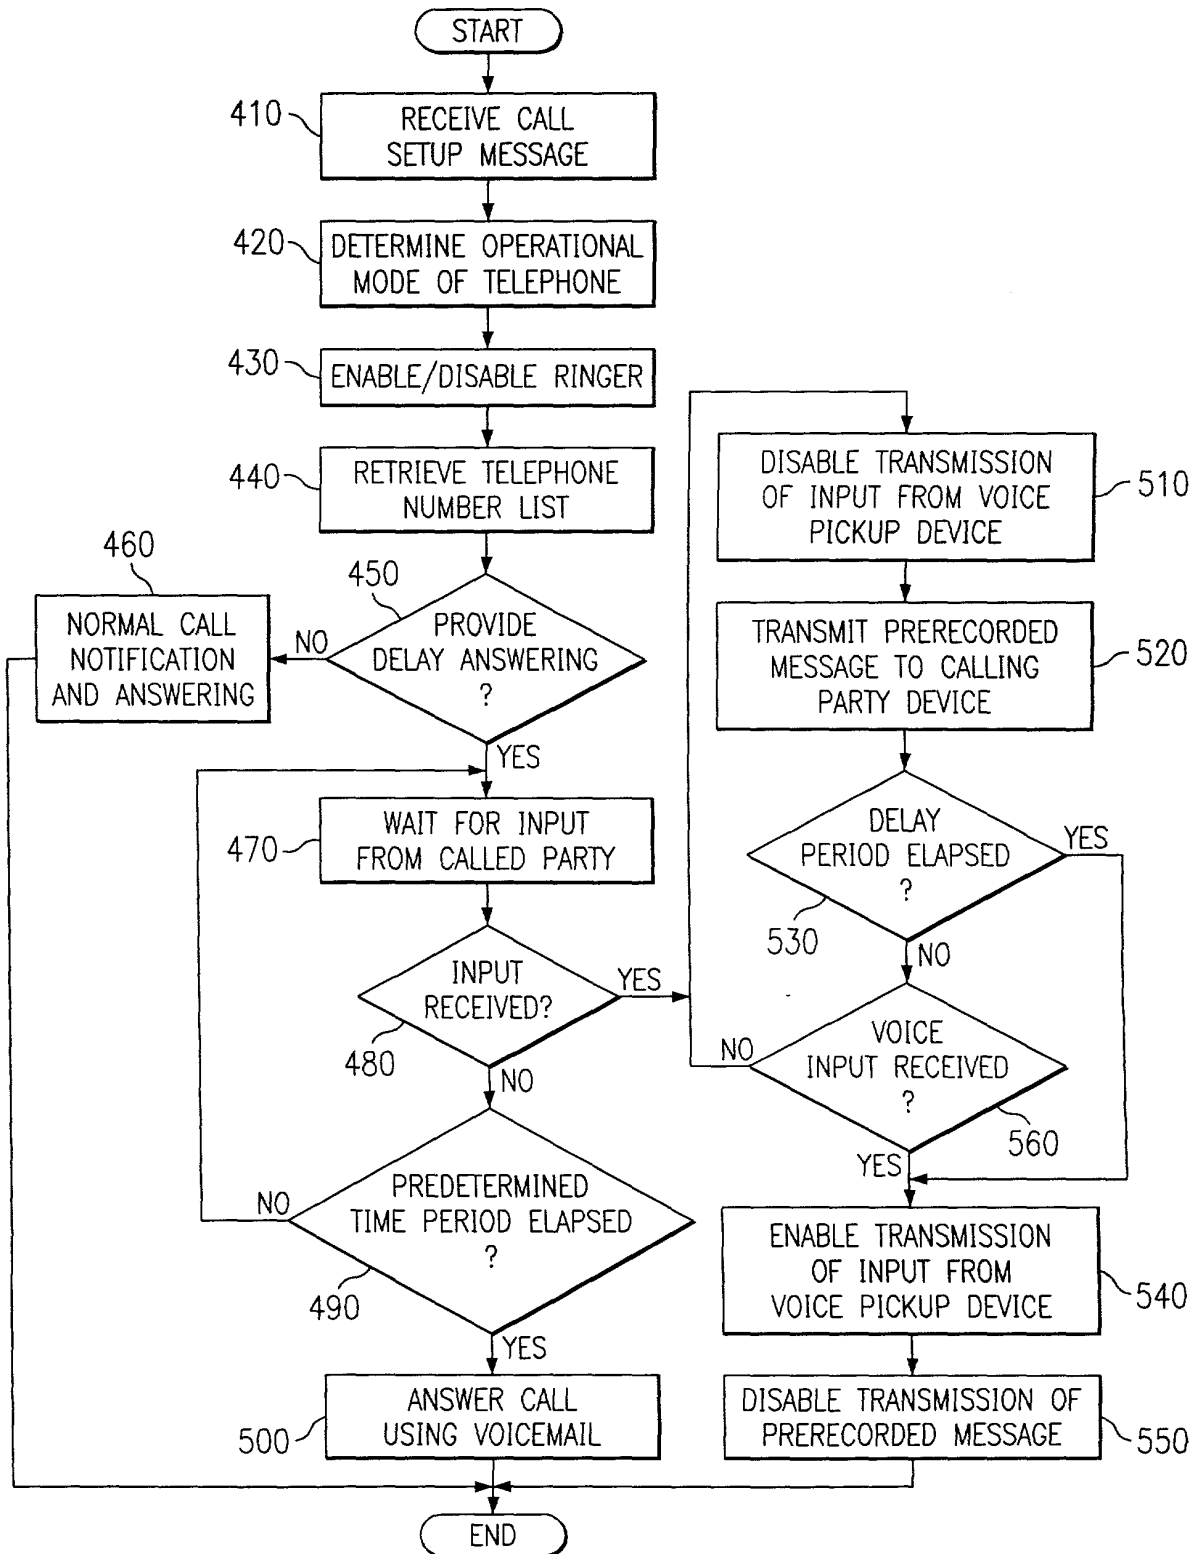 START
410
RECEIVE CALL
SETUP MESSAGE
420
DETERMINE OPERATIONAL
MODE OF TELEPHONE
430
ENABLE/DISABLE RINGER
440
RETRIEVE TELEPHONE
NUMBER LIST
450
PROVIDE
DELAY ANSWERING
?
NO
460
NORMAL CALL
NOTIFICATION
AND ANSWERING
YES
470
WAIT FOR INPUT
FROM CALLED PARTY
INPUT
RECEIVED?
480
YES
NO
PREDETERMINED
TIME PERIOD ELAPSED
?
490
NO
YES
ANSWER CALL
USING VOICEMAIL
500
DISABLE TRANSMISSION
OF INPUT FROM VOICE
PICKUP DEVICE
510
TRANSMIT PRERECORDED
MESSAGE TO CALLING
PARTY DEVICE
520
DELAY
PERIOD ELAPSED
?
530
YES
NO
VOICE
INPUT RECEIVED
?
560
NO
YES
ENABLE TRANSMISSION
OF INPUT FROM
VOICE PICKUP DEVICE
540
DISABLE TRANSMISSION OF
PRERECORDED MESSAGE
550
END